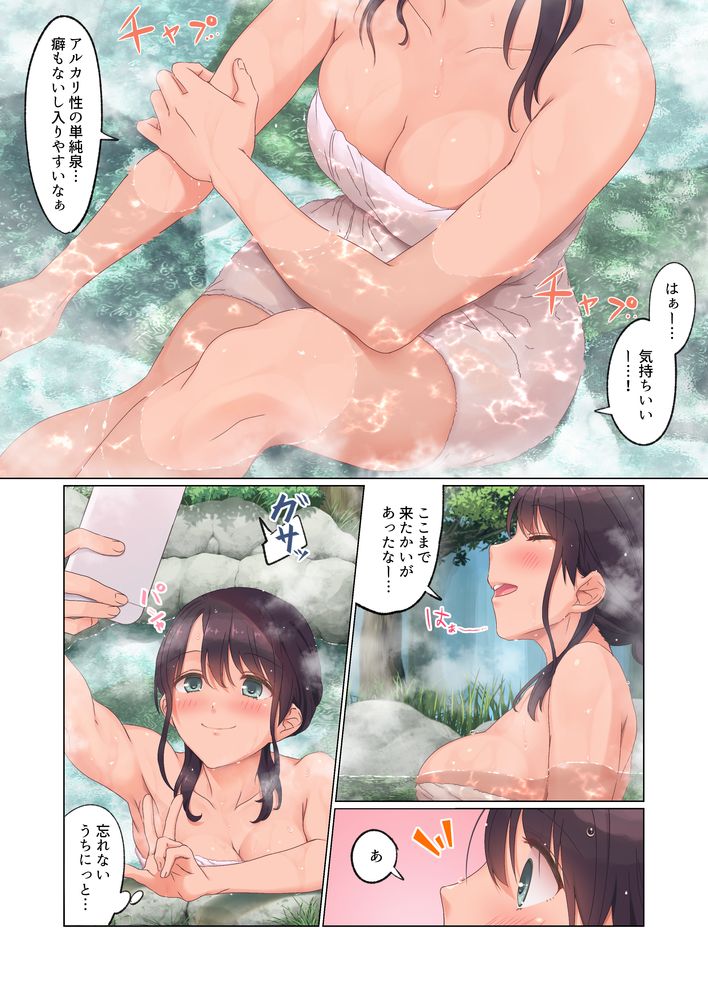 チャプ
アルカリ性の単純泉…
癖もないし入りやすいなぁ
チャプ
はぁー…
気持ちいい
ー…！
ここまで
来たかいが
あったなー…
はぁー
あ
ガサッ
パシャ
忘れない
うちにっと…